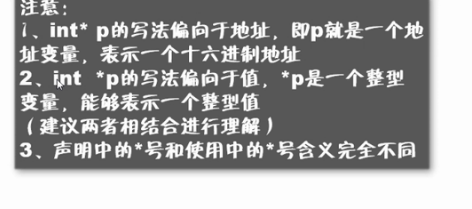 注意：
1、int* p的写法偏向于地址，即p就是一个地
址变量，表示一个十六进制地址
2、int *p的写法偏向于值，*p是一个整型
变量，能够表示一个整型值
（建议两者相结合进行理解）
3、声明中的*号和使用中的*号含义完全不同